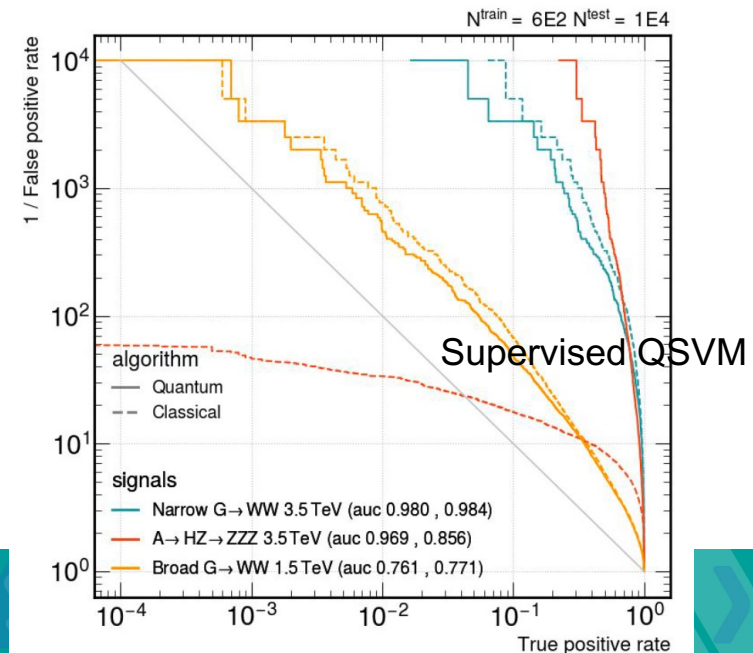 N^train = 6E2 N^test = 1E4
1 / False positive rate
10^4
10^3
10^2
10^1
10^0
Supervised QSVM
algorithm
Quantum
Classical
signals
Narrow G→WW 3.5 TeV (auc 0.980 , 0.984)
A→HZ→ZZZ 3.5 TeV (auc 0.969 , 0.856)
Broad G→WW 1.5 TeV (auc 0.761 , 0.771)
10^-4 10^-3 10^-2 10^-1 10^0
True positive rate